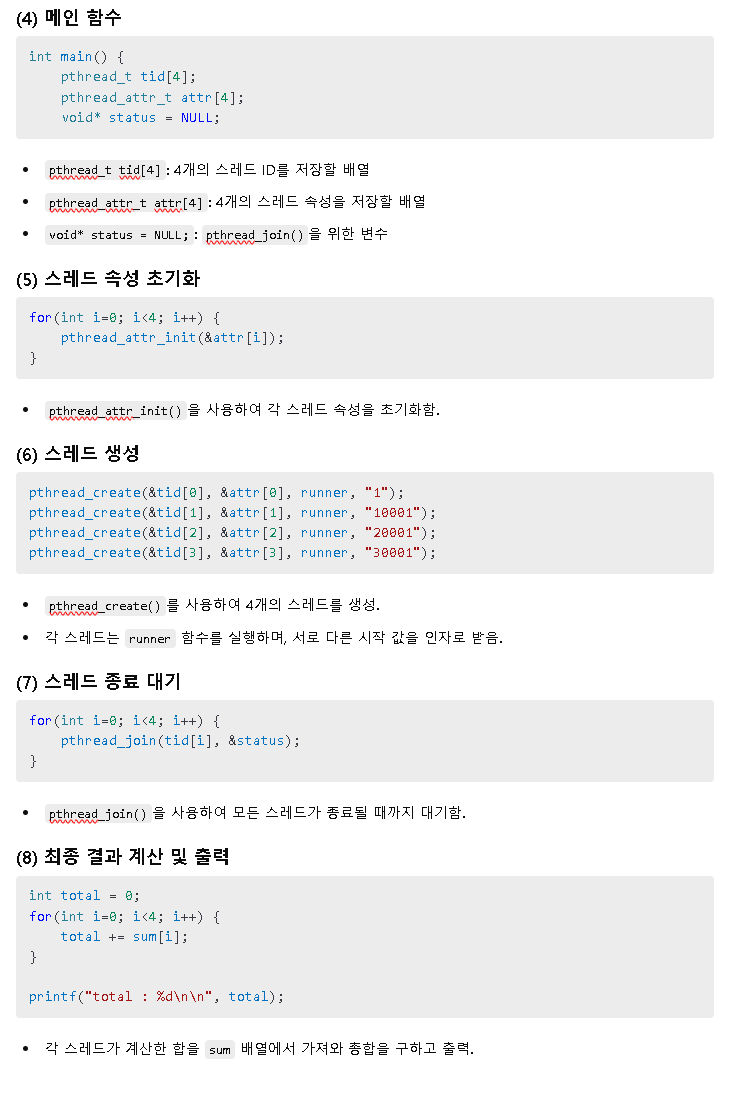 (4) 메인 함수
int main() {
    pthread_t tid[4];
    pthread_attr_t attr[4];
    void* status = NULL;
• pthread_t tid[4] : 4개의 스레드 ID를 저장할 배열
• pthread_attr_t attr[4] : 4개의 스레드 속성을 저장할 배열
• void* status = NULL; : pthread_join() 을 위한 변수
(5) 스레드 속성 초기화
for(int i=0; i<4; i++) {
    pthread_attr_init(&attr[i]);
}
• pthread_attr_init() 을 사용하여 각 스레드 속성을 초기화함.
(6) 스레드 생성
pthread_create(&tid[0], &attr[0], runner, "1");
pthread_create(&tid[1], &attr[1], runner, "10001");
pthread_create(&tid[2], &attr[2], runner, "20001");
pthread_create(&tid[3], &attr[3], runner, "30001");
• pthread_create() 를 사용하여 4개의 스레드를 생성.
• 각 스레드는 runner 함수를 실행하며, 서로 다른 시작 값을 인자로 받음.
(7) 스레드 종료 대기
for(int i=0; i<4; i++) {
    pthread_join(tid[i], &status);
}
• pthread_join() 을 사용하여 모든 스레드가 종료될 때까지 대기함.
(8) 최종 결과 계산 및 출력
int total = 0;
for(int i=0; i<4; i++) {
    total += sum[i];
}
printf("total : %d\n\n", total);
• 각 스레드가 계산한 합을 sum 배열에서 가져와 총합을 구하고 출력.